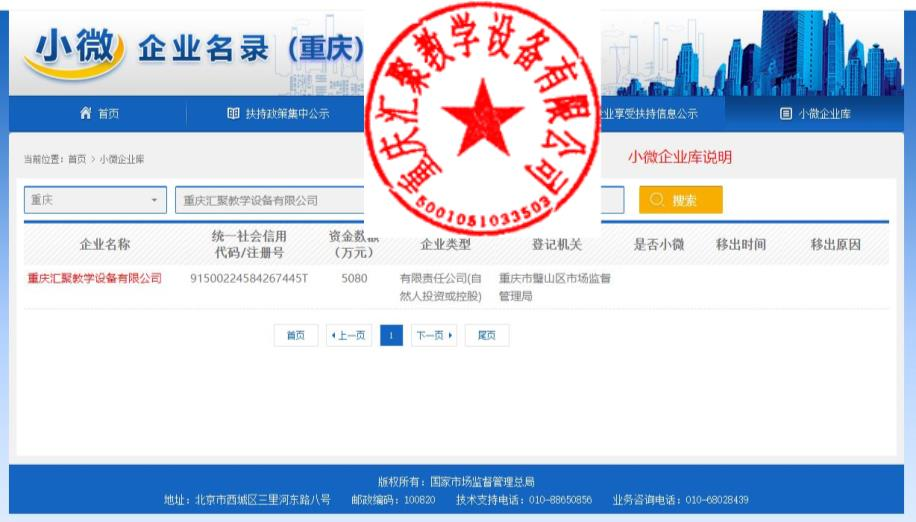 小微 企业名录（重庆）
首页
扶持政策集中公示
业享受扶持信息公示
小微企业库
重庆汇聚教学设备有限公司
5001081033503
当前位置：首页 > 小微企业库
小微企业库说明
重庆
重庆汇聚教学设备有限公司
搜索
企业名称
统一社会信用
代码/注册号
资金数额
（万元）
企业类型
登记机关
是否小微
移出时间
移出原因
重庆汇聚教学设备有限公司
91500224584267445T
5080
有限责任公司(自
然人投资或控股)
重庆市璧山区市场监督
管理局
首页
上一页
1
下一页
尾页
版权所有：国家市场监督管理总局
地址：北京市西城区三里河东路八号 邮政编码：100820 技术支持电话：010-88650856 业务咨询电话：010-68028439